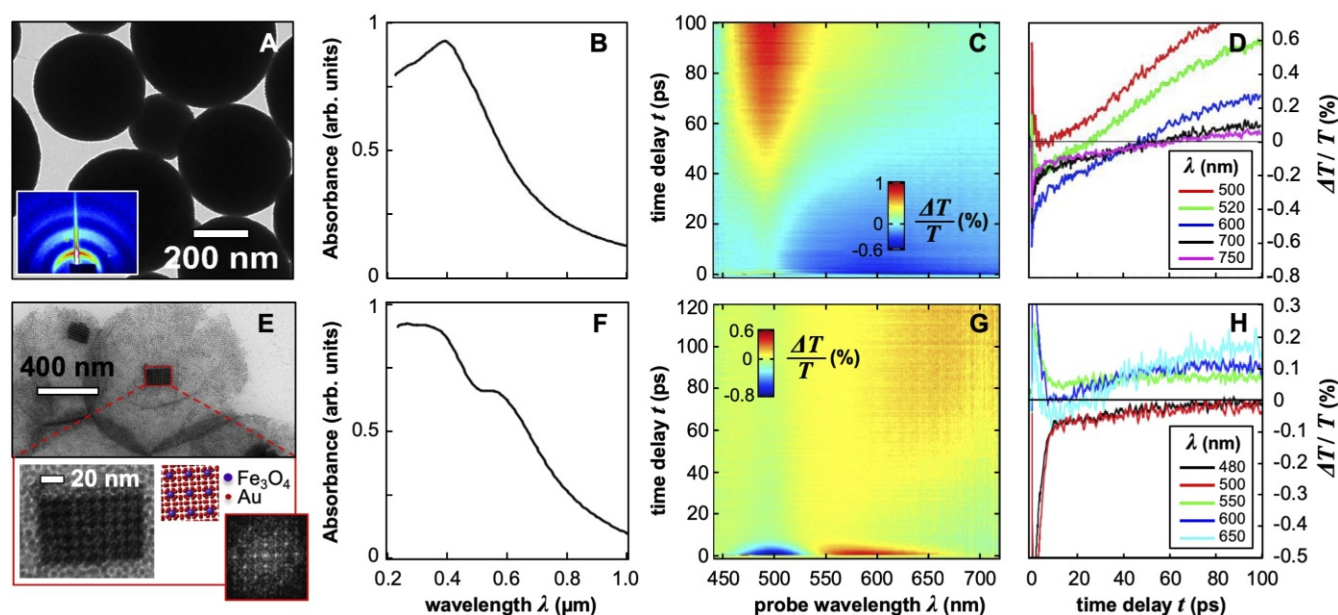 A
200 nm
B
Absorbance (arb. units)
1
0.5
0
C
time delay t (ps)
100
80
60
40
20
0
1
0
-0.6
ΔT
T
(%)
D
0.6
0.4
0.2
0
-0.2
-0.4
-0.6
-0.8
ΔT / T (%)
λ (nm)
500
520
600
700
750
0 20 40 60 80 100
E
400 nm
20 nm
Fe3O4
Au
F
Absorbance (arb. units)
1
0.5
0
0.2 0.4 0.6 0.8 1.0
wavelength λ (μm)
G
time delay t (ps)
120
100
80
60
40
20
0
0.6
0
-0.8
ΔT
T
(%)
450 500 550 600 650 700
probe wavelength λ (nm)
H
0.3
0.2
0.1
0
-0.1
-0.2
-0.3
-0.4
-0.5
ΔT / T (%)
λ (nm)
480
500
550
600
650
0 20 40 60 80 100
time delay t (ps)